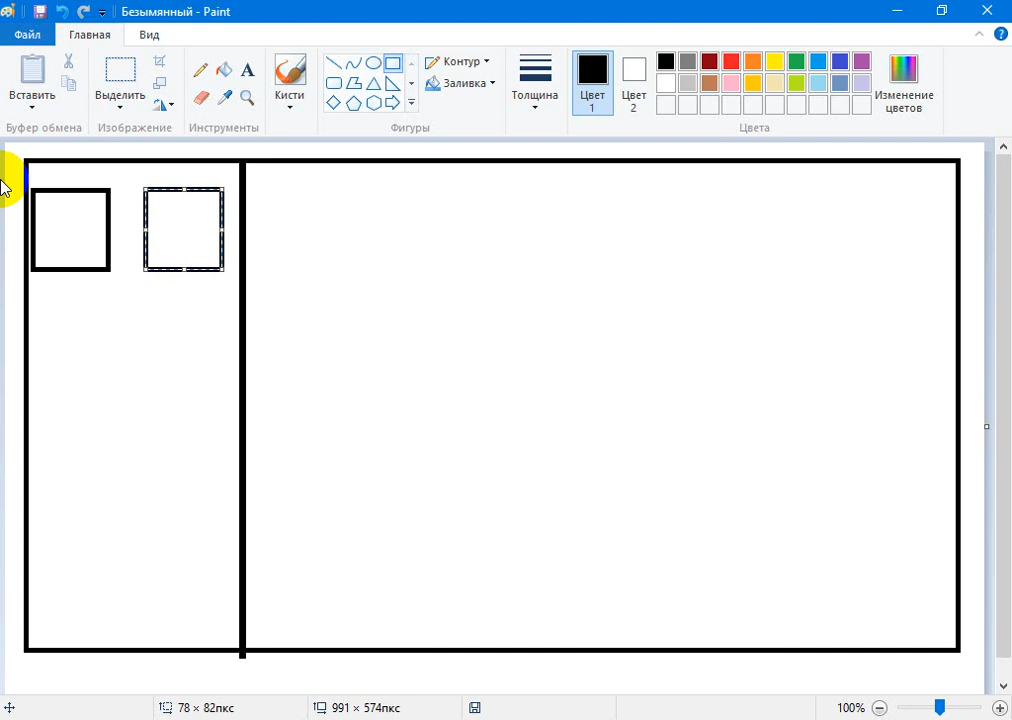 Безымянный - Paint
Файл
Главная
Вид
Вставить
Буфер обмена
Выделить
Изображение
A
Инструменты
Кисти
Контур
Заливка
Фигуры
Толщина
Цвет
1
Цвет
2
Изменение
цветов
Цвета
78 × 82пкс
991 × 574пкс
100%